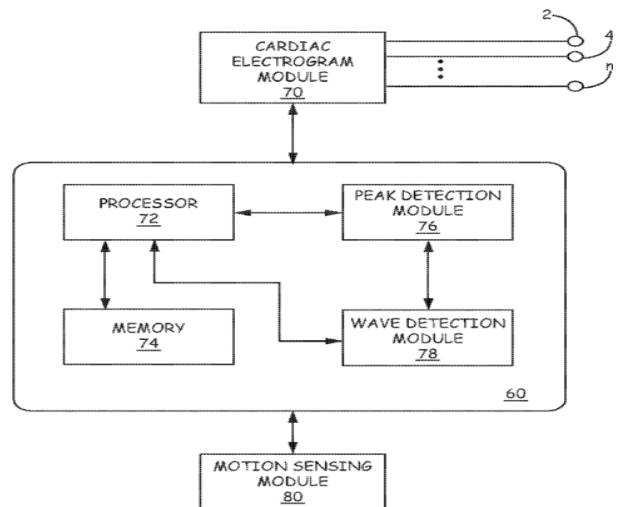 CARDIAC
ELECTROGRAM
MODULE
70
2
4
n
PROCESSOR
72
PEAK DETECTION
MODULE
76
MEMORY
74
WAVE DETECTION
MODULE
78
60
MOTION SENSING
MODULE
80